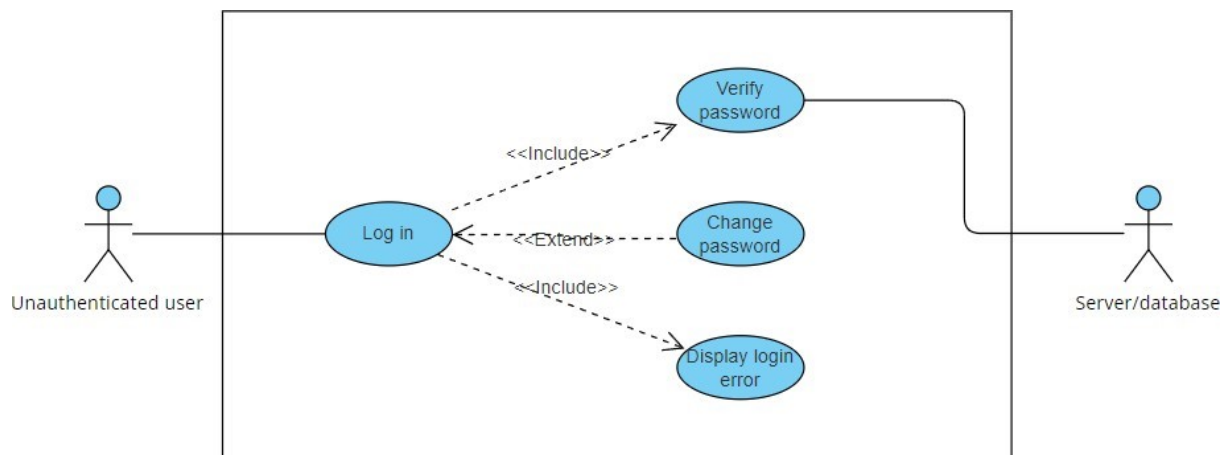 Verify
password
<<Include>>
Log in
Change
password
<<Extend>>
<<Include>>
Unauthenticated user
Server/database
Display login
error